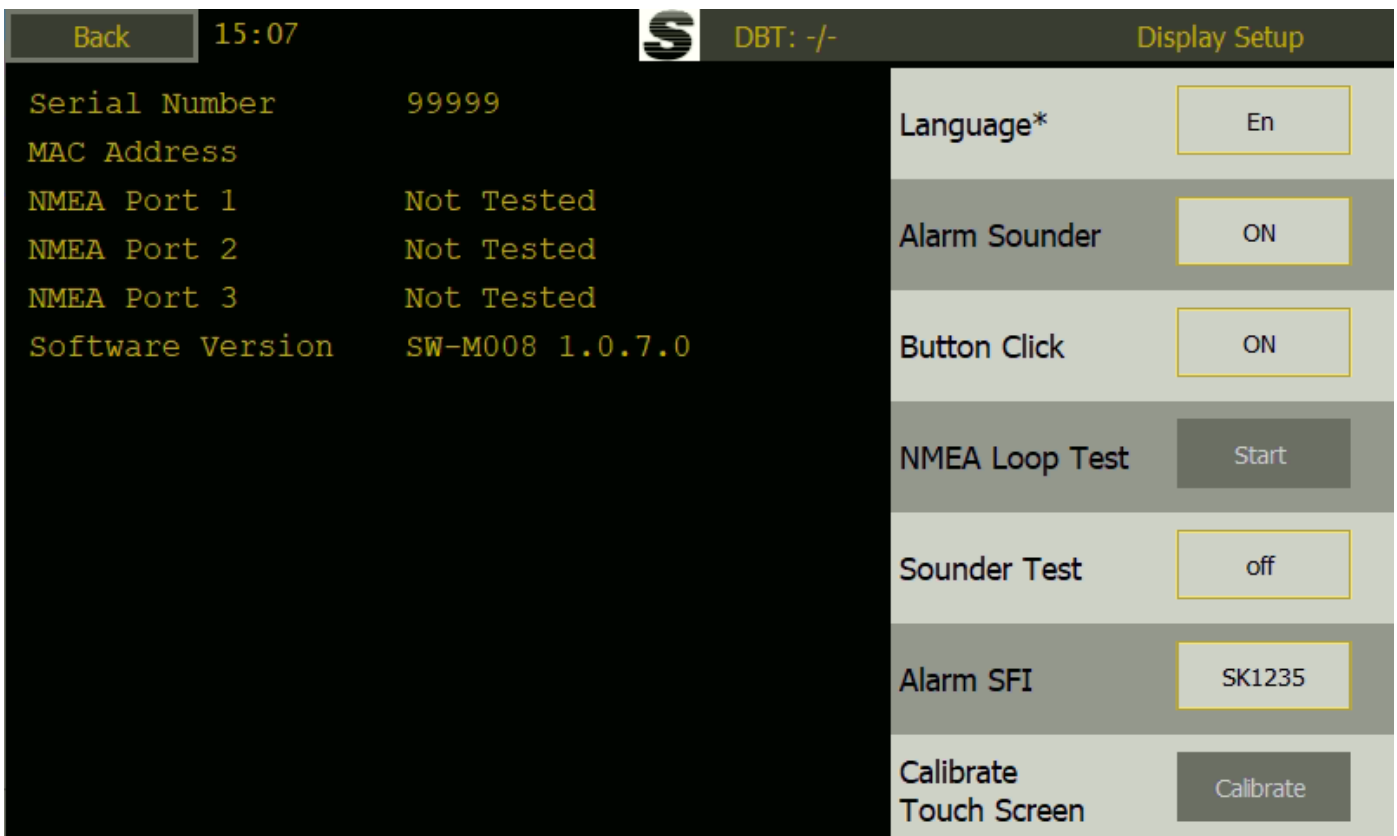 Back 15:07 S DBT: -/- Display Setup
Serial Number 99999
MAC Address
NMEA Port 1 Not Tested
NMEA Port 2 Not Tested
NMEA Port 3 Not Tested
Software Version SW-M008 1.0.7.0
Language* En
Alarm Sounder ON
Button Click ON
NMEA Loop Test Start
Sounder Test off
Alarm SFI SK1235
Calibrate
Touch Screen Calibrate